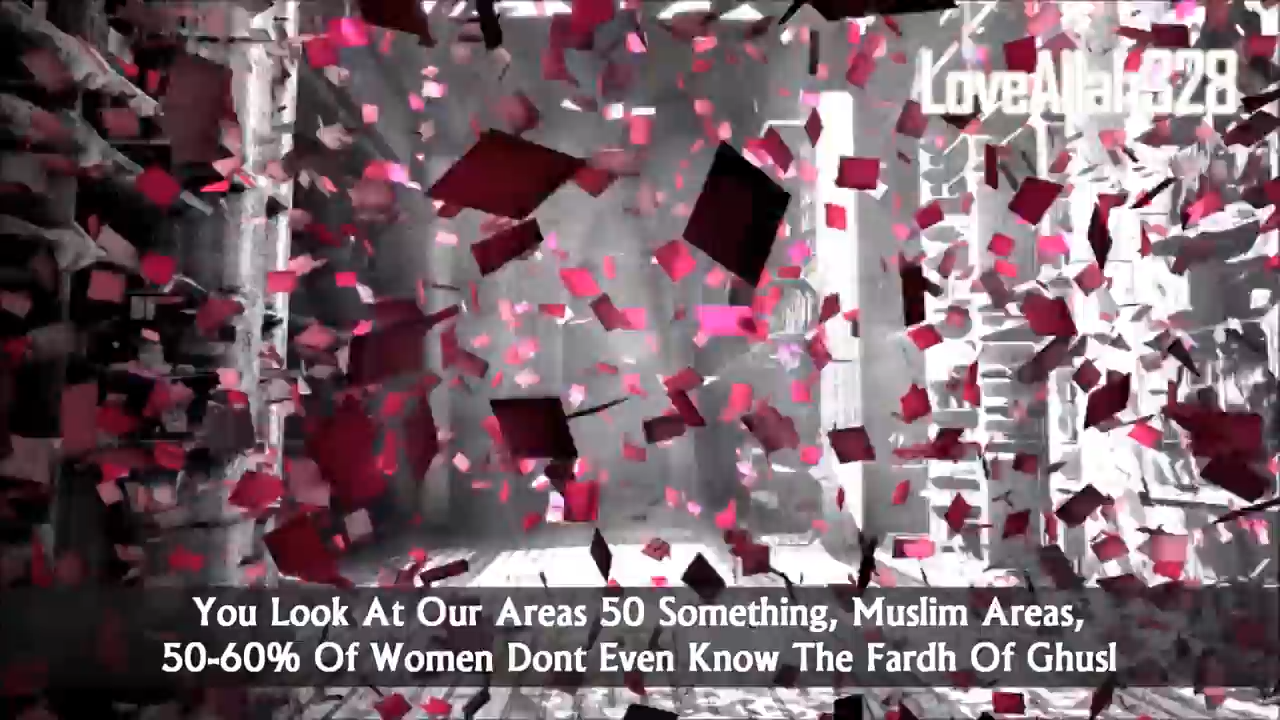 LoveAllah328
You Look At Our Areas 50 Something, Muslim Areas,
50-60% Of Women Dont Even Know The Fardh Of Ghusl